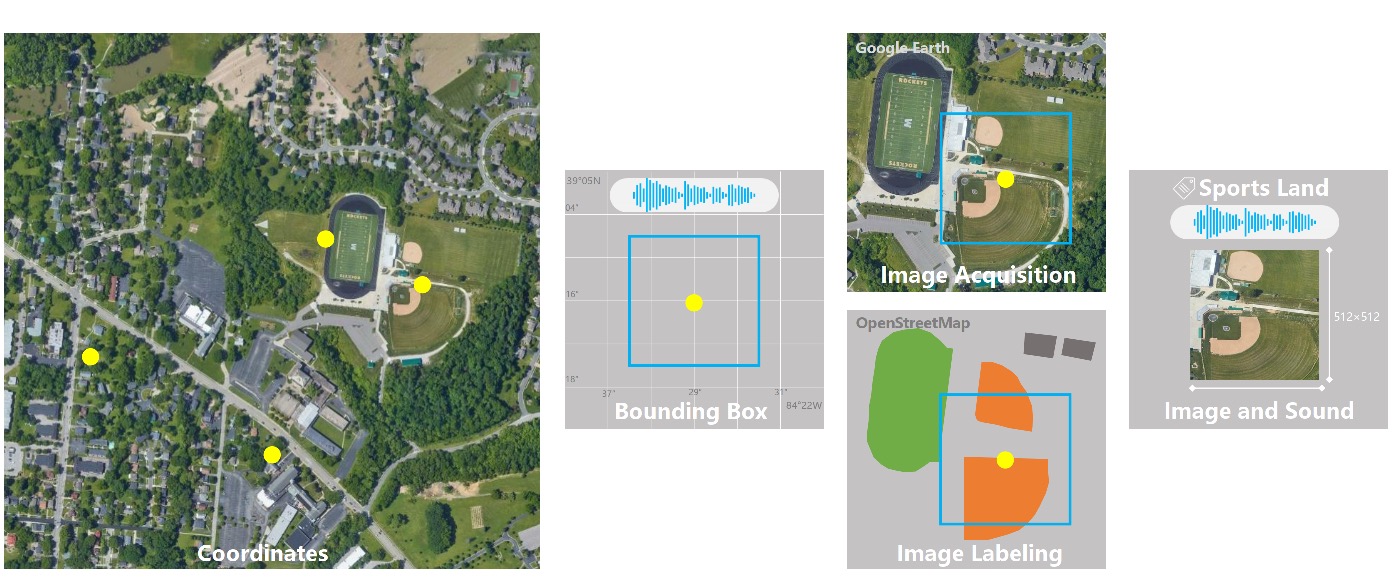 Coordinates
39°05N
04"
16"
18"
37"
29"
31"
84°22W
Bounding Box
Google Earth
ROCKETS
W
ROCKETS
Image Acquisition
OpenStreetMap
Image Labeling
Sports Land
512×512
Image and Sound